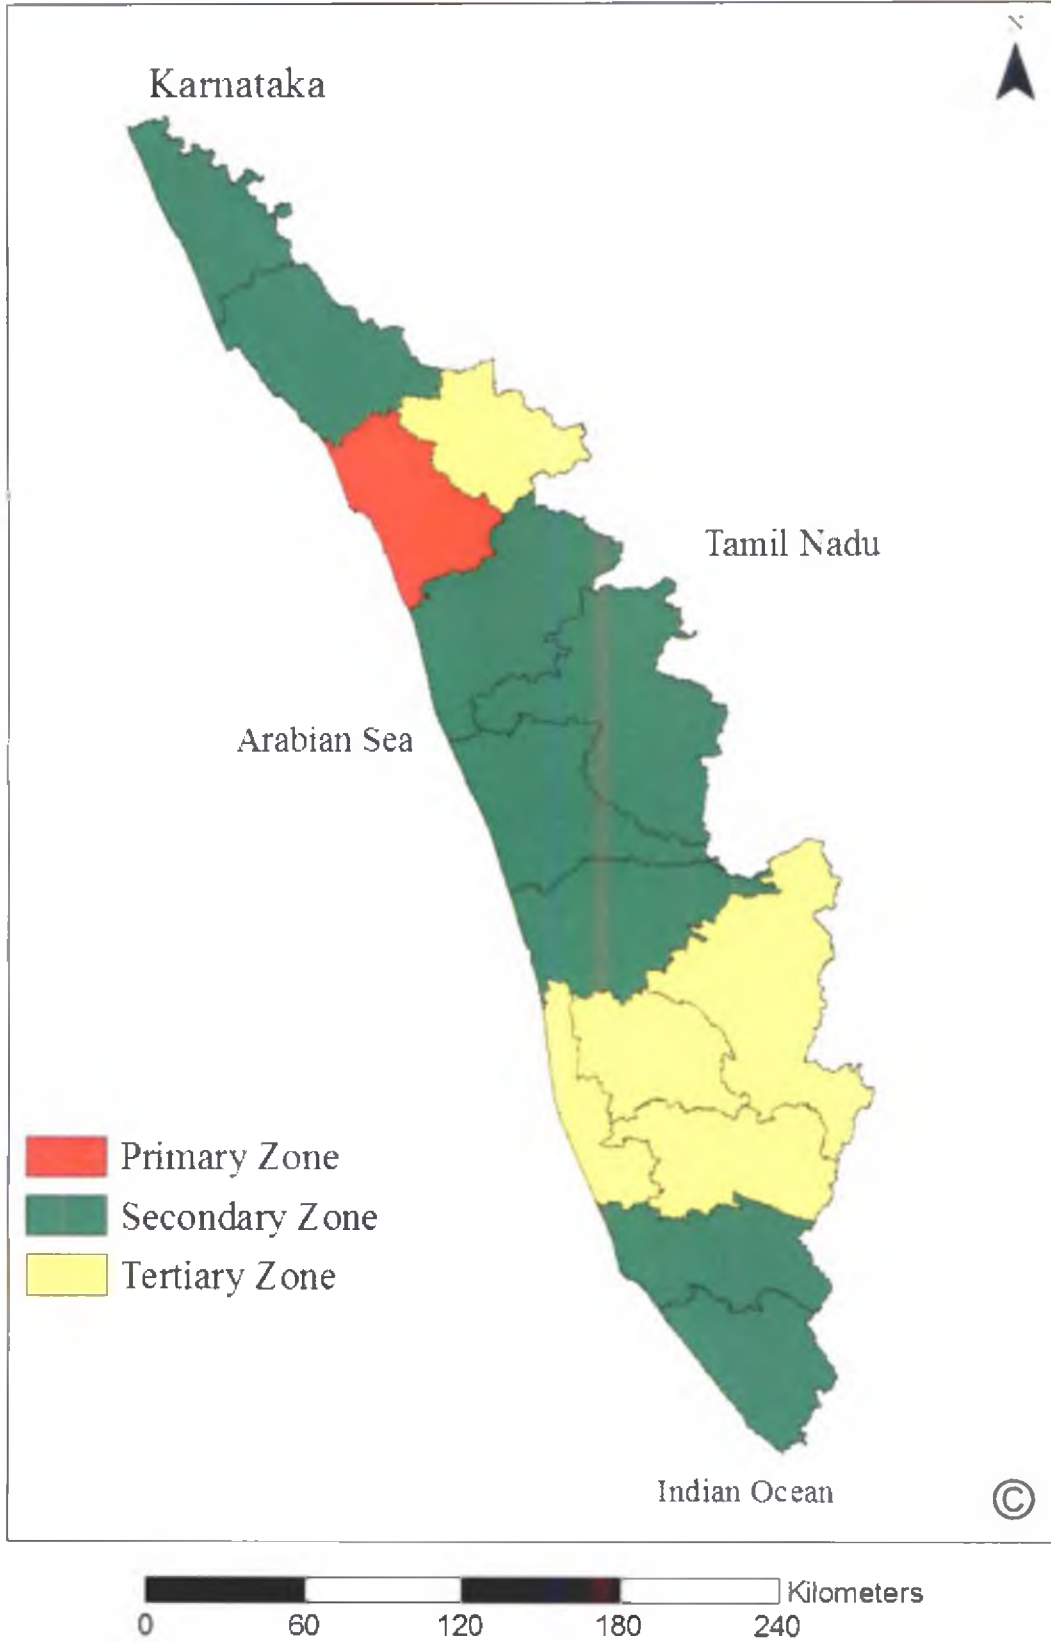 N
Karnataka
Tamil Nadu
Arabian Sea
Primary Zone
Secondary Zone
Tertiary Zone
Indian Ocean
©
Kilometers
0 60 120 180 240